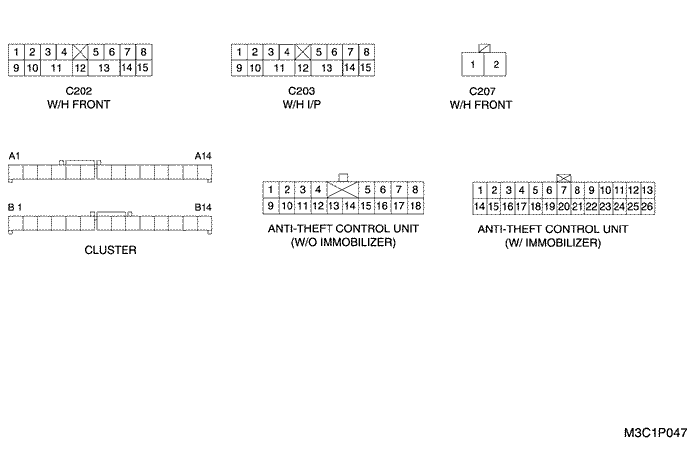 1 2 3 4 5 6 7 8
9 10 11 12 13 14 15
C202
W/H FRONT
1 2 3 4 5 6 7 8
9 10 11 12 13 14 15
C203
W/H I/P
1 2
C207
W/H FRONT
A1 A14
B 1 B14
CLUSTER
1 2 3 4 5 6 7 8
9 10 11 12 13 14 15 16 17 18
ANTI-THEFT CONTROL UNIT
(W/O IMMOBILIZER)
1 2 3 4 5 6 7 8 9 10 11 12 13
14 15 16 17 18 19 20 21 22 23 24 25 26
ANTI-THEFT CONTROL UNIT
(W/ IMMOBILIZER)
M3C1P047